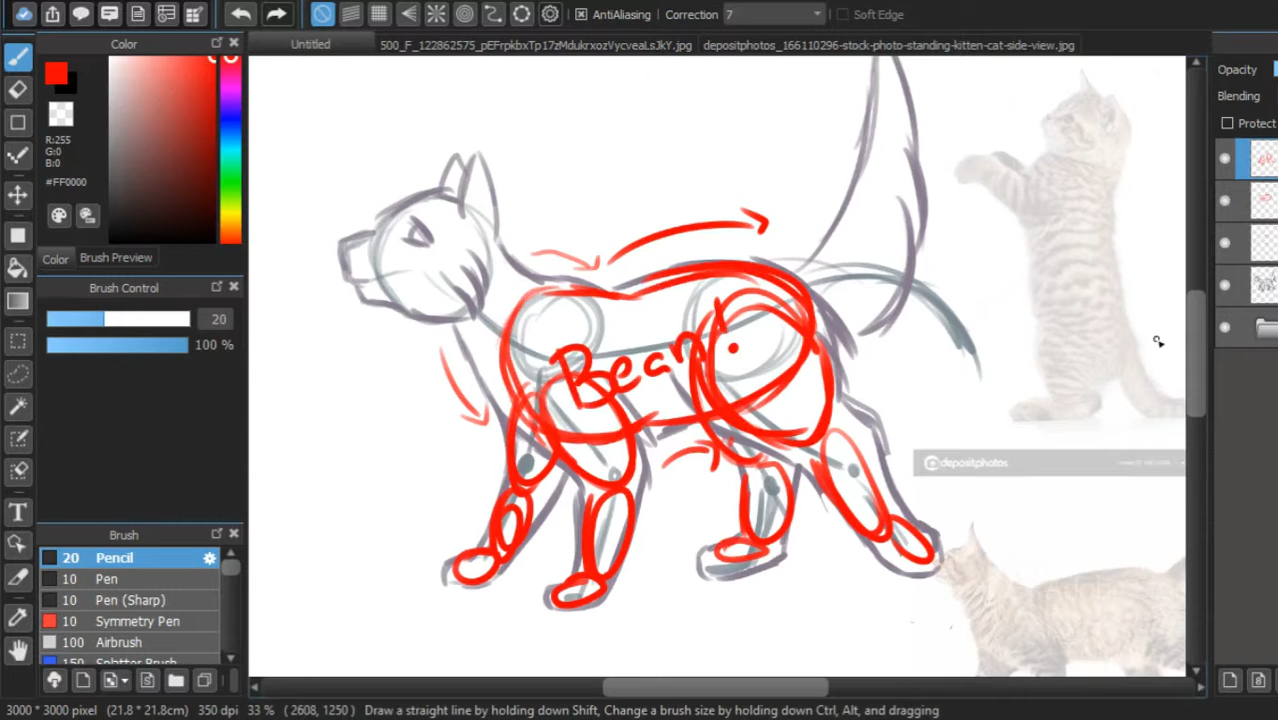 AntiAliasing Correction 7 Soft Edge
Color
Untitled 500_F_122862575_pEFrpkbxTp17zMdukrxozVycveaLsJkY.jpg depositphotos_166110296-stock-photo-standing-kitten-cat-side-view.jpg
Opacity
Blending
Protect
R:255
G:0
B:0
#FF0000
Color Brush Preview
Brush Control
20
100 %
Bean
depositphotos
Brush
20 Pencil
10 Pen
10 Pen (Sharp)
10 Symmetry Pen
100 Airbrush
150 Splatter Brush
T
3000 * 3000 pixel (21.8 * 21.8cm) 350 dpi 33 % (2608, 1250) Draw a straight line by holding down Shift, Change a brush size by holding down Ctrl, Alt, and dragging